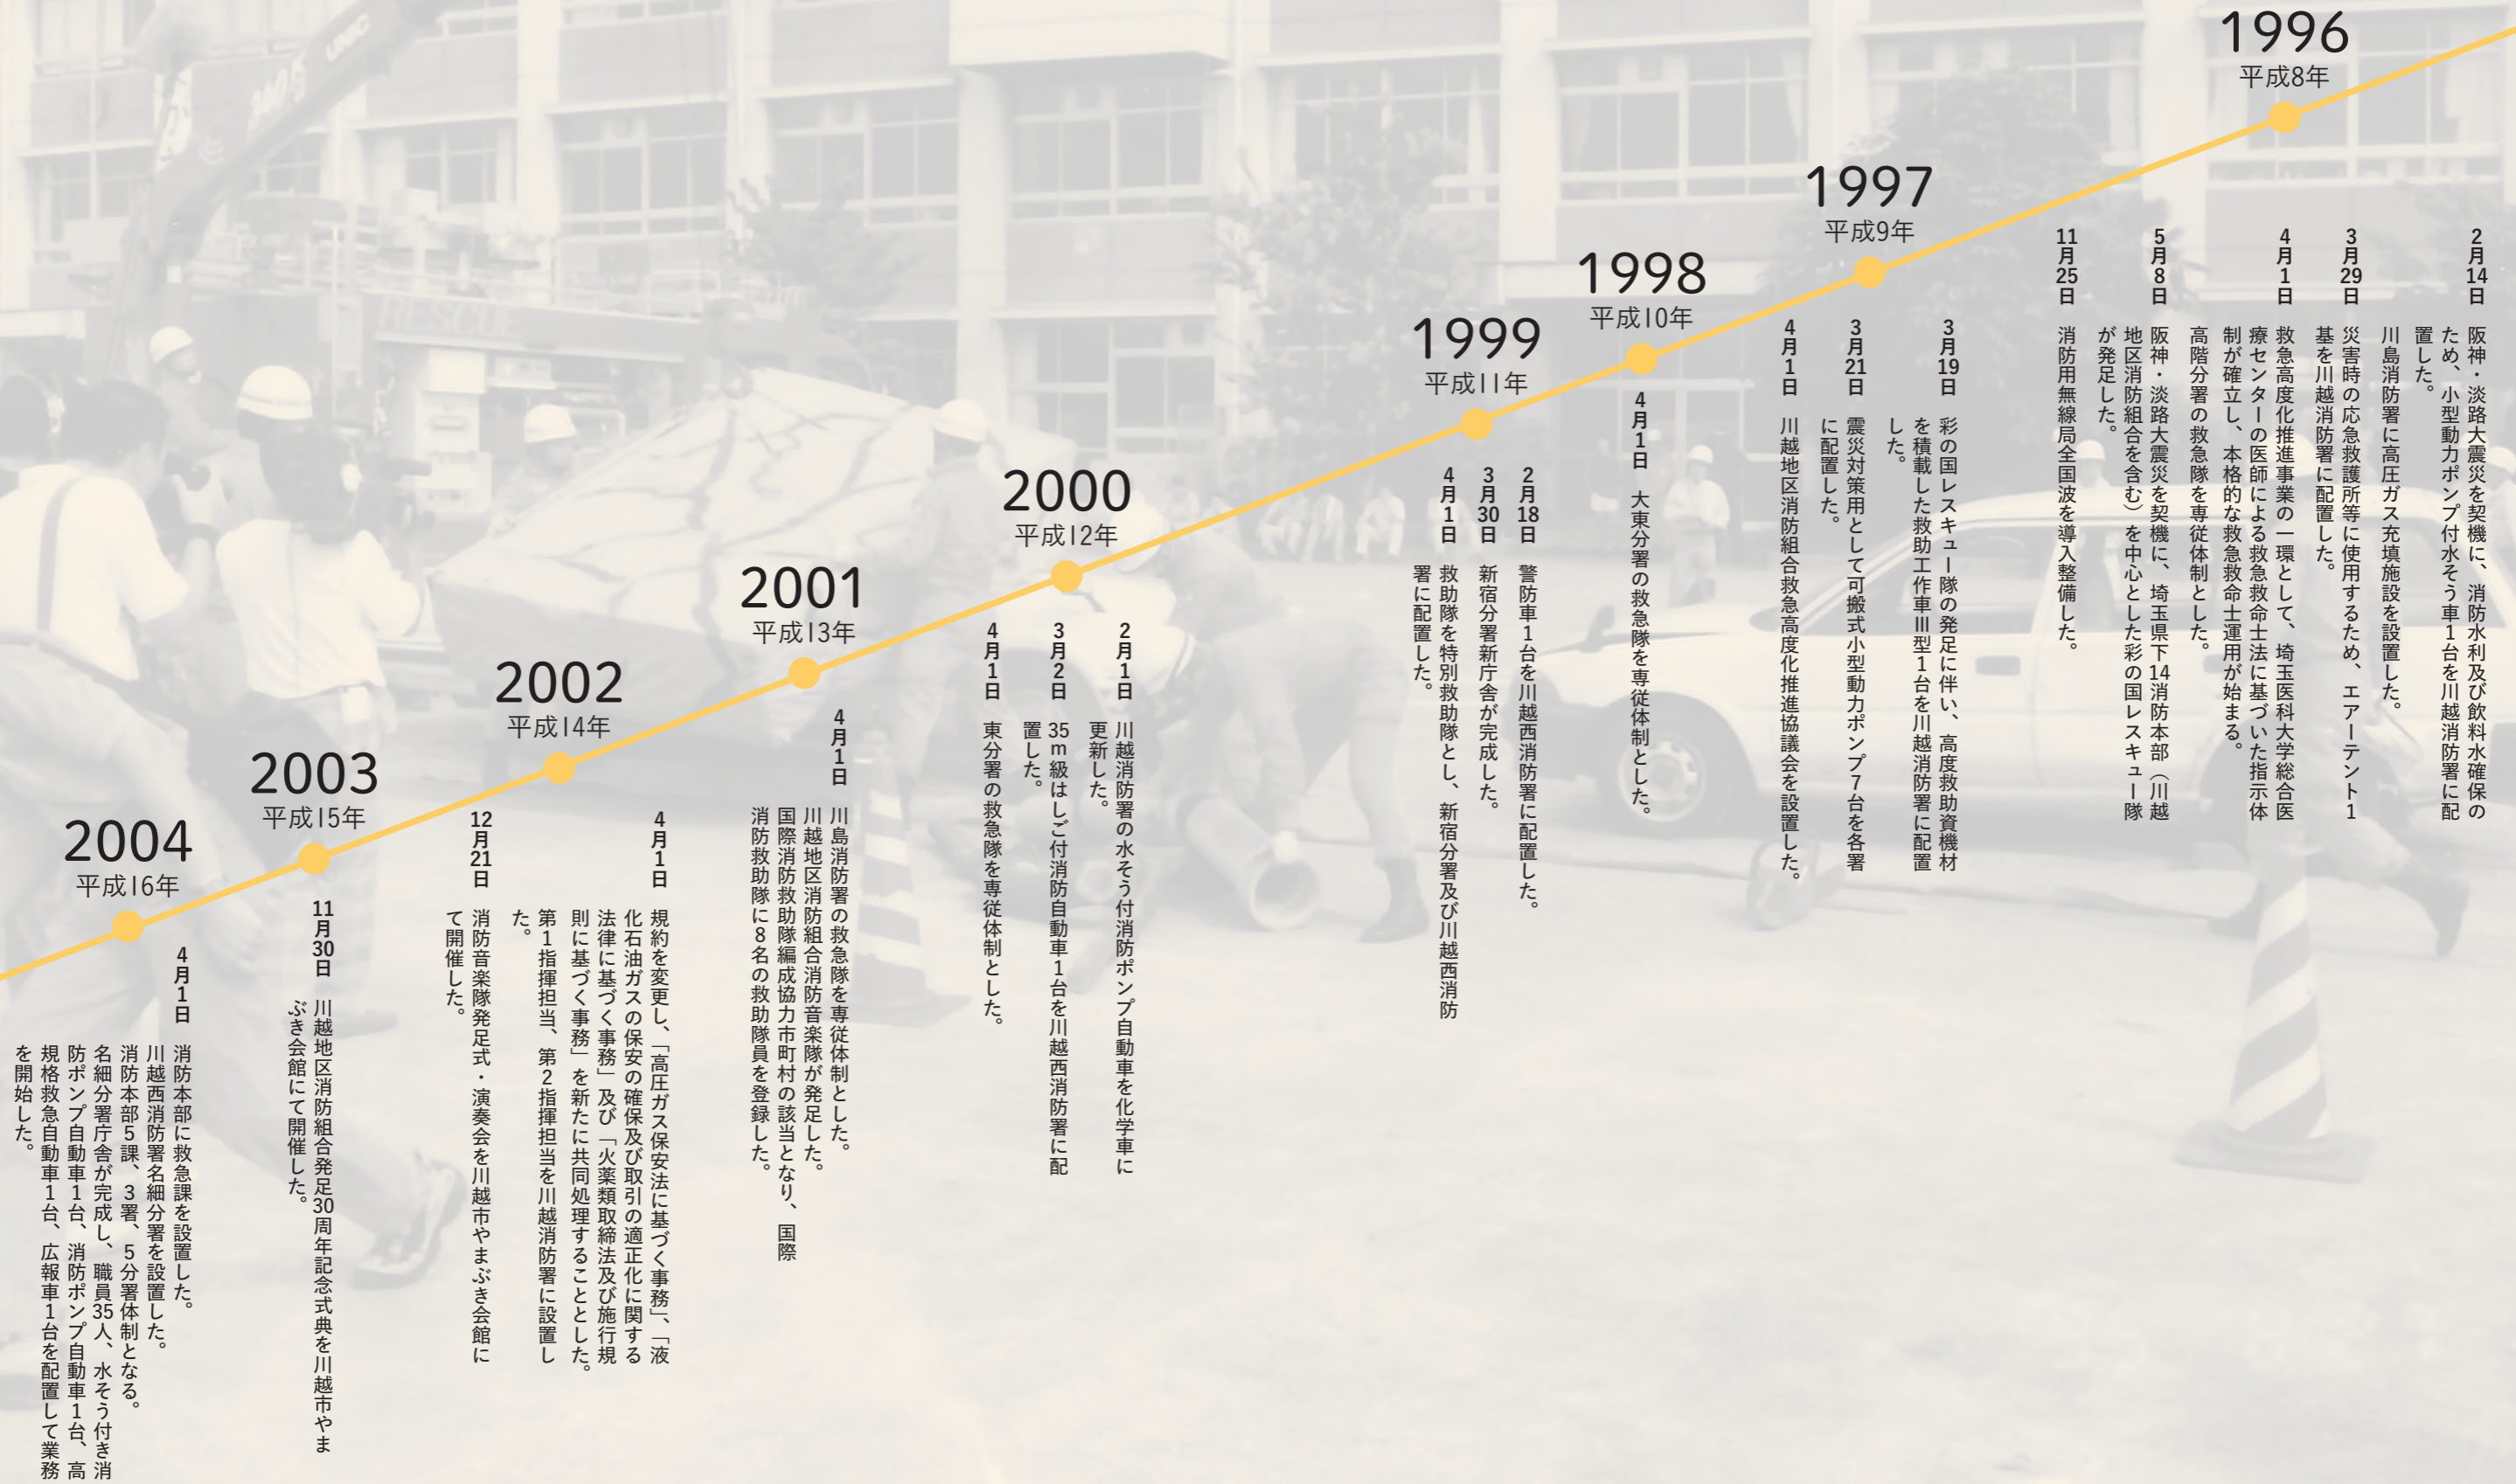 1996
平成8年
2月14日
阪神・淡路大震災を契機に、消防水利及び飲料水確保の
ため、小型動力ポンプ付水そう車1台を川越消防署に配
置した。
川島消防署に高圧ガス充填施設を設置した。
3月29日
災害時の応急救護所等に使用するため、エアーテント1
基を川越消防署に配置した。
4月1日
救急高度化推進事業の一環として、埼玉医科大学総合医
療センターの医師による救急救命士法に基づいた指示体
制が確立し、本格的な救急救命士運用が始まる。
高階分署の救急隊を専従体制とした。
5月8日
阪神・淡路大震災を契機に、埼玉県下14消防本部（川越
地区消防組合を含む）を中心とした彩の国レスキュー隊
が発足した。
11月25日
消防用無線局全国波を導入整備した。
1997
平成9年
3月19日
彩の国レスキュー隊の発足に伴い、高度救助資機材
を積載した救助工作車Ⅲ型1台を川越消防署に配置
した。
3月21日
震災対策用として可搬式小型動力ポンプ7台を各署
に配置した。
4月1日
川越地区消防組合救急高度化推進協議会を設置した。
1998
平成10年
4月1日
大東分署の救急隊を専従体制とした。
1999
平成11年
2月18日
警防車1台を川越西消防署に配置した。
3月30日
新宿分署新庁舎が完成した。
4月1日
救助隊を特別救助隊とし、新宿分署及び川越西消防
署に配置した。
2000
平成12年
2月1日
川越消防署の水そう付消防ポンプ自動車を化学車に
更新した。
3月2日
35m級はしご付消防自動車1台を川越西消防署に配
置した。
4月1日
東分署の救急隊を専従体制とした。
2001
平成13年
4月1日
川島消防署の救急隊を専従体制とした。
川越地区消防組合消防音楽隊が発足した。
国際消防救助隊編成協力市町村の該当となり、国際
消防救助隊に8名の救助隊員を登録した。
2002
平成14年
4月1日
規約を変更し、「高圧ガス保安法に基づく事務」、「液
化石油ガスの保安の確保及び取引の適正化に関する
法律に基づく事務」及び「火薬類取締法及び施行規
則に基づく事務」を新たに共同処理することとした。
第1指揮担当、第2指揮担当を川越消防署に設置し
た。
12月21日
消防音楽隊発足式・演奏会を川越市やまぶき会館に
て開催した。
2003
平成15年
11月30日
川越地区消防組合発足30周年記念式典を川越市やま
ぶき会館にて開催した。
2004
平成16年
4月1日
消防本部に救急課を設置した。
川越西消防署名細分署を設置した。
消防本部5課、3署、5分署体制となる。
名細分署庁舎が完成し、職員35人、水そう付き消
防ポンプ自動車1台、消防ポンプ自動車1台、高
規格救急自動車1台、広報車1台を配置して業務
を開始した。
UNIC
RESCUE